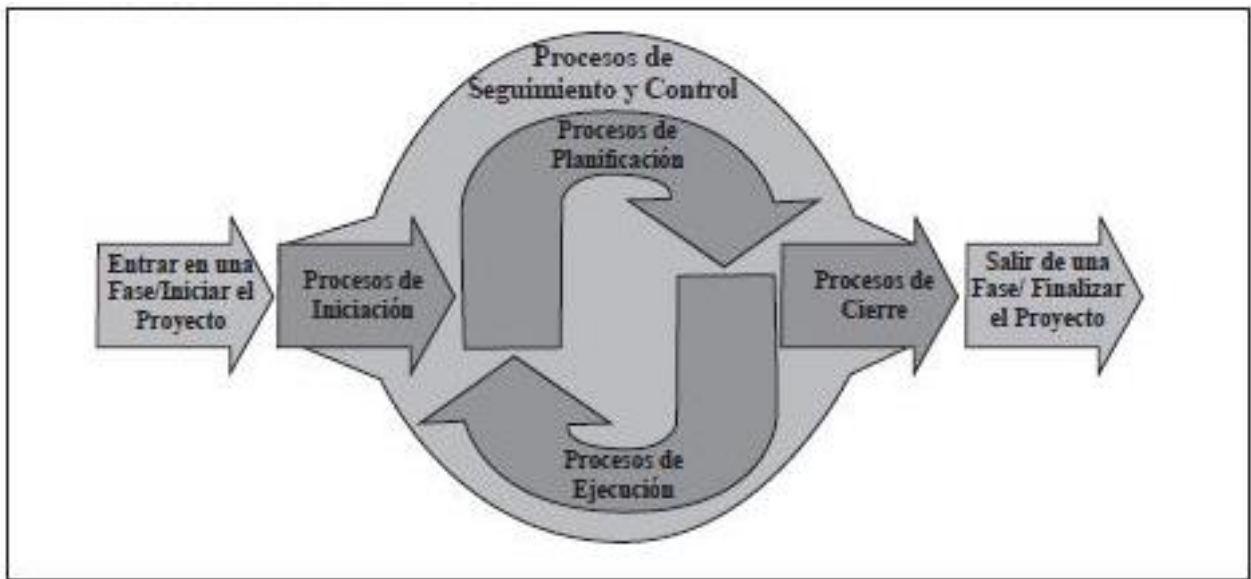 Procesos de
Seguimiento y Control
Procesos de
Planificación
Entrar en una
Fase/Iniciar el
Proyecto
Procesos de
Iniciación
Procesos de
Cierre
Salir de una
Fase/ Finalizar
el Proyecto
Procesos de
Ejecución